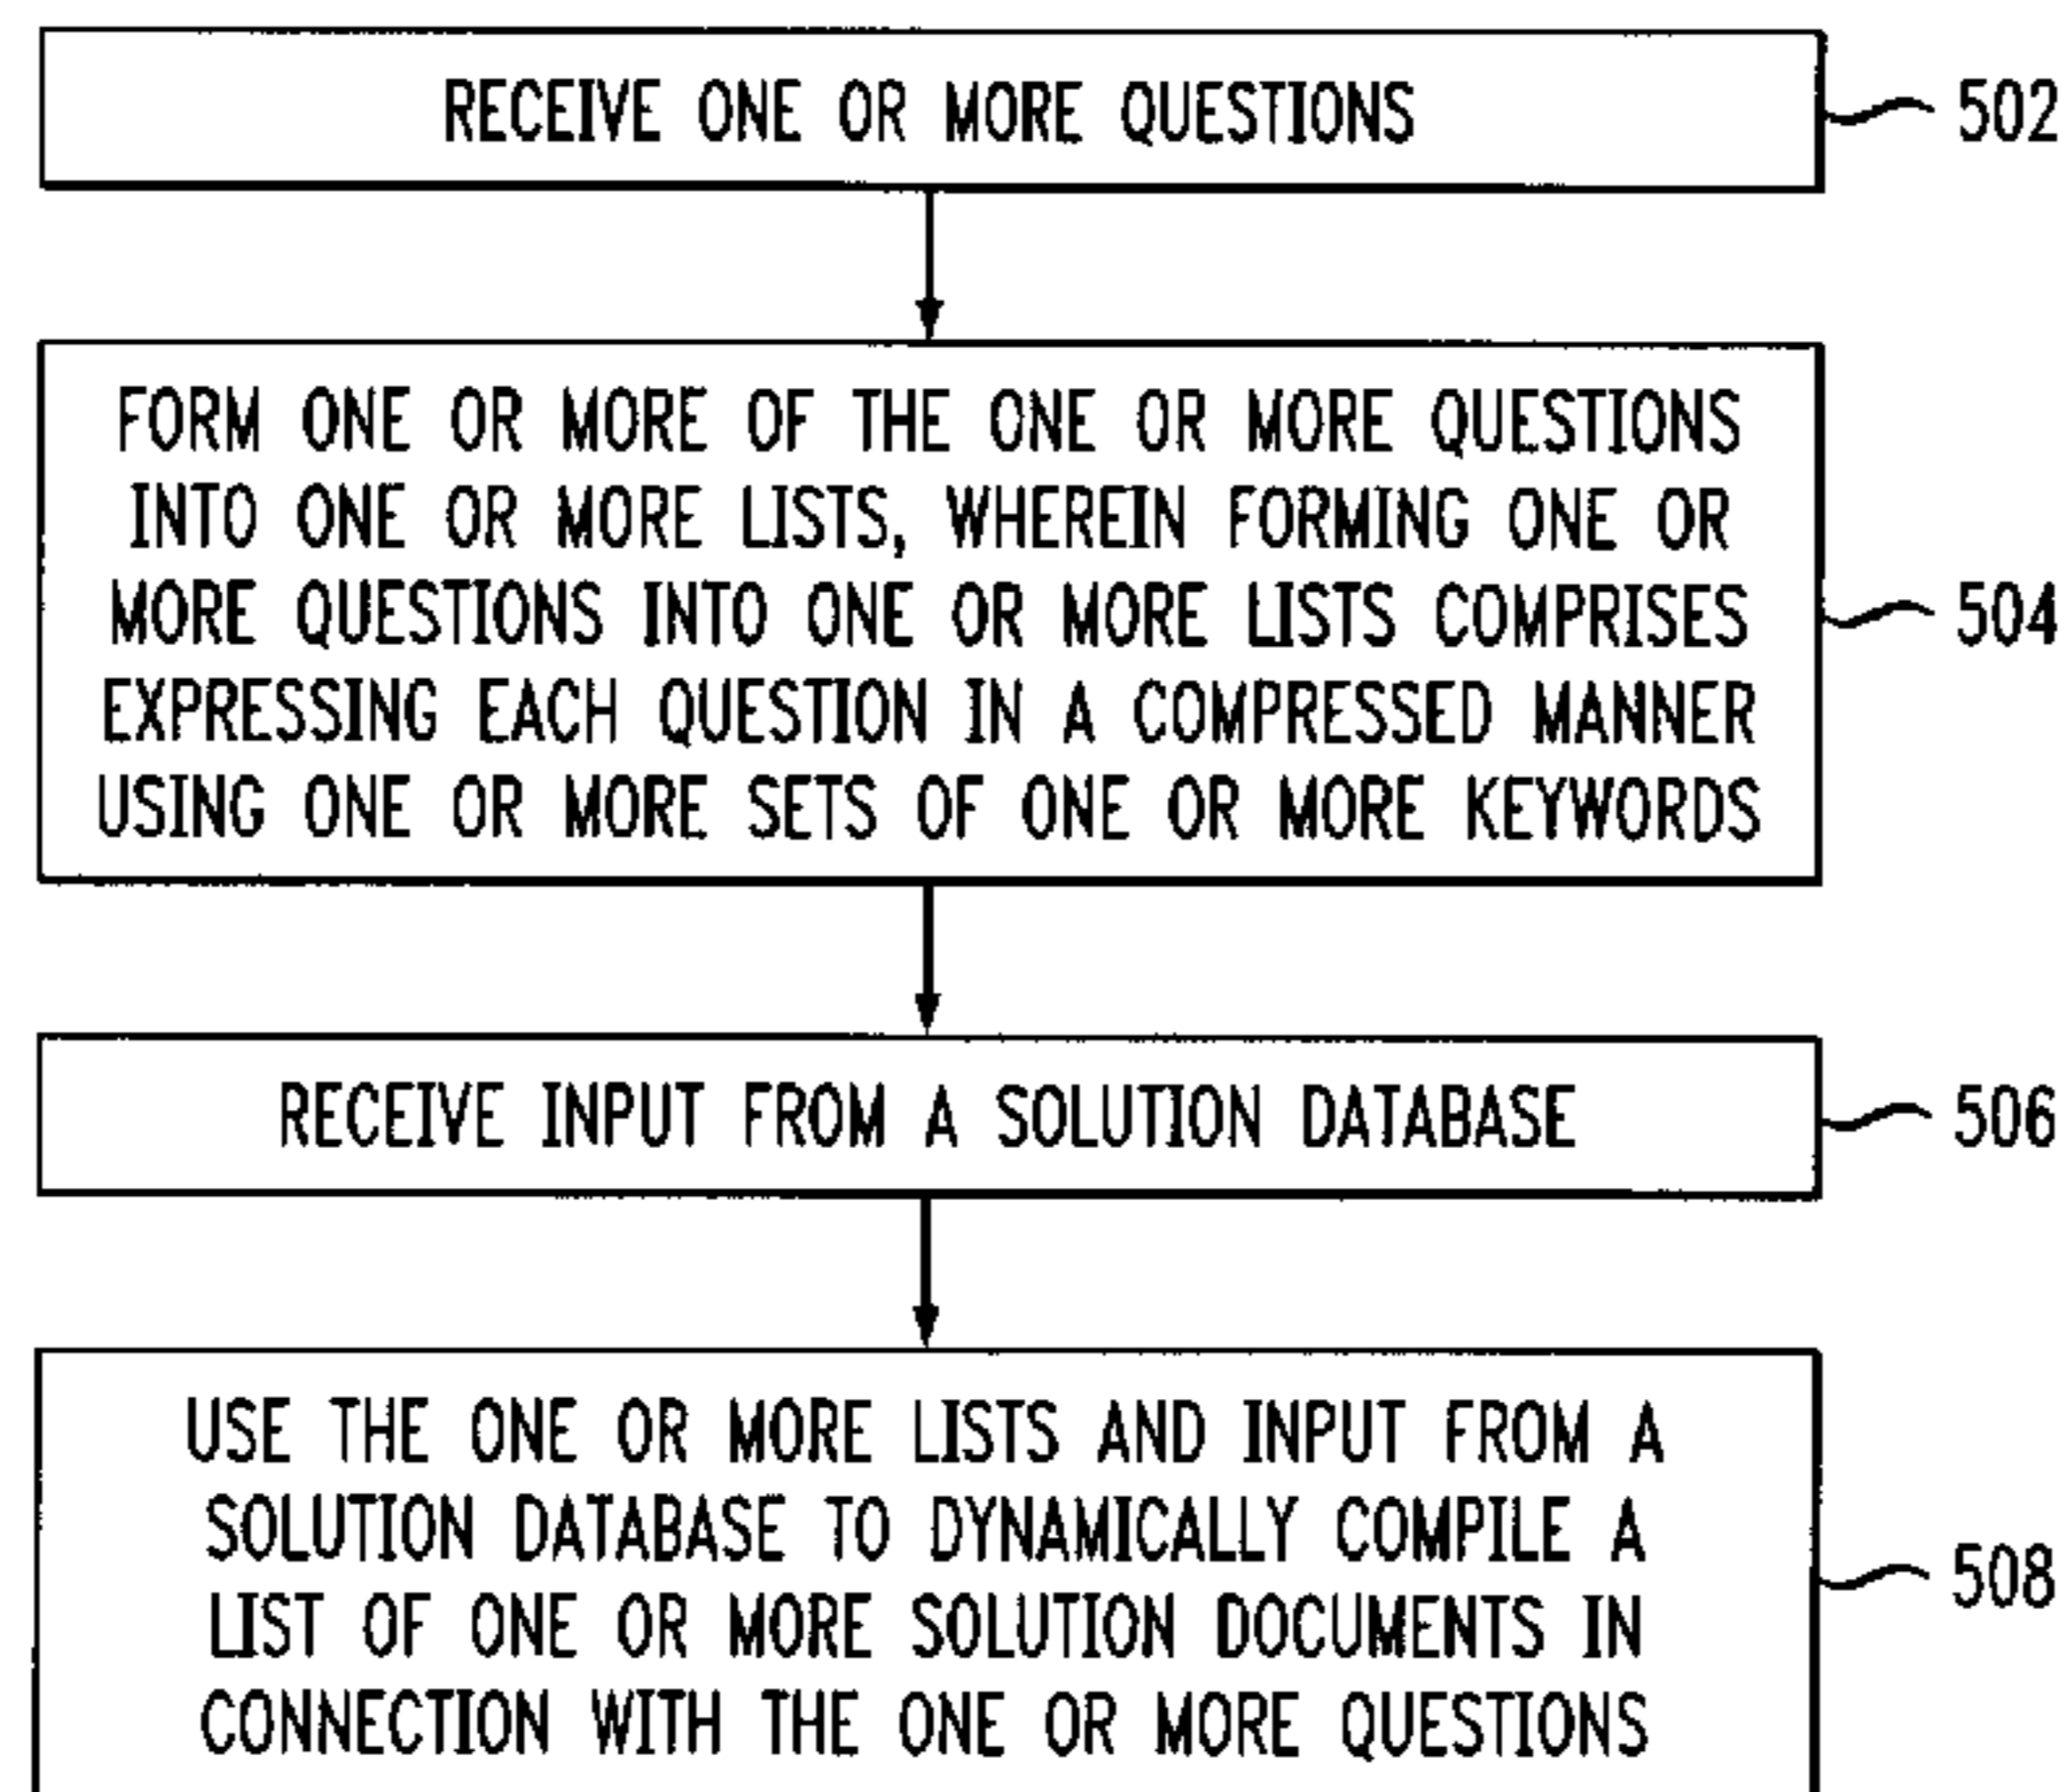 RECEIVE ONE OR MORE QUESTIONS
502
FORM ONE OR MORE OF THE ONE OR MORE QUESTIONS
INTO ONE OR MORE LISTS, WHEREIN FORMING ONE OR
MORE QUESTIONS INTO ONE OR MORE LISTS COMPRISES
EXPRESSING EACH QUESTION IN A COMPRESSED MANNER
USING ONE OR MORE SETS OF ONE OR MORE KEYWORDS
504
RECEIVE INPUT FROM A SOLUTION DATABASE
506
USE THE ONE OR MORE LISTS AND INPUT FROM A
SOLUTION DATABASE TO DYNAMICALLY COMPILE A
LIST OF ONE OR MORE SOLUTION DOCUMENTS IN
CONNECTION WITH THE ONE OR MORE QUESTIONS
508